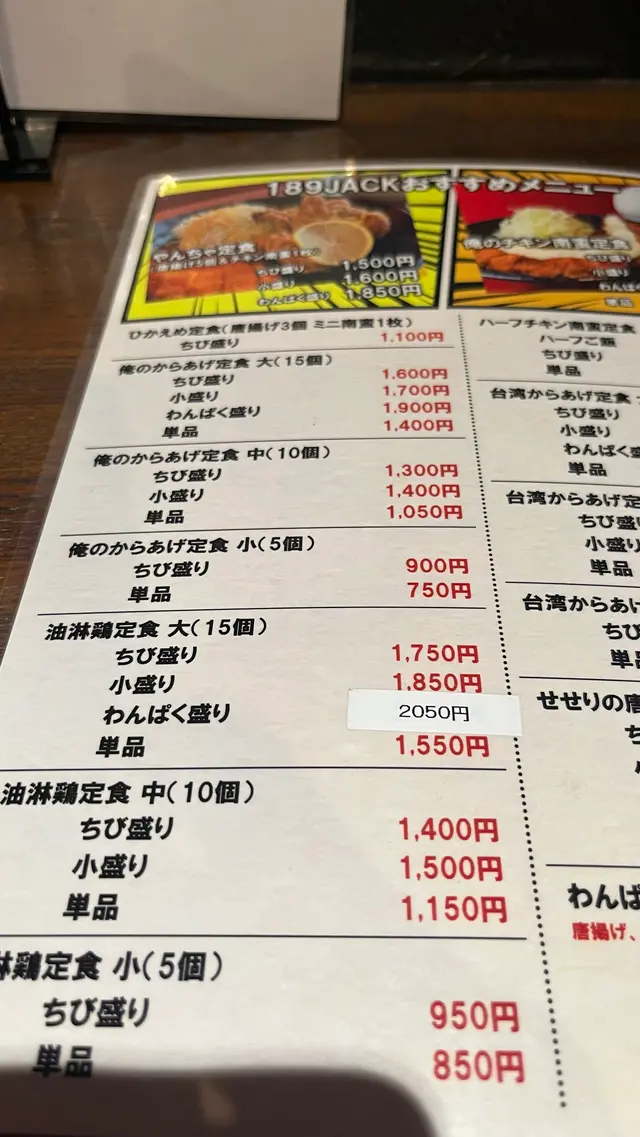 189JACKおすすめメニュー
やんちゃ定食
ちび盛り 1,500円
小盛り 1,600円
わんぱく盛り 1,850円
ひかえめ定食(唐揚げ3個 ミニ南蛮1枚)
ちび盛り 1,100円
俺のからあげ定食 大(15個)
ちび盛り 1,600円
小盛り 1,700円
わんぱく盛り 1,900円
単品 1,400円
俺のからあげ定食 中(10個)
ちび盛り 1,300円
小盛り 1,400円
単品 1,050円
俺のからあげ定食 小(5個)
ちび盛り 900円
単品 750円
油淋鶏定食 大(15個)
ちび盛り 1,750円
小盛り 1,850円
わんぱく盛り 2050円
単品 1,550円
油淋鶏定食 中(10個)
ちび盛り 1,400円
小盛り 1,500円
単品 1,150円
淋鶏定食 小(5個)
ちび盛り 950円
単品 850円
俺のチキン南蛮定食
ちび盛り
小盛り
わんぱ
単品
ハーフチキン南蛮定食
ハーフご飯
ちび盛り
単品
台湾からあげ定食
ちび盛り
小盛り
わんぱく盛
単品
台湾からあげ定食
ちび盛り
小盛り
単品
台湾からあげ
ちび
単品
せせりの唐
ち
わんぱ
唐揚げ、